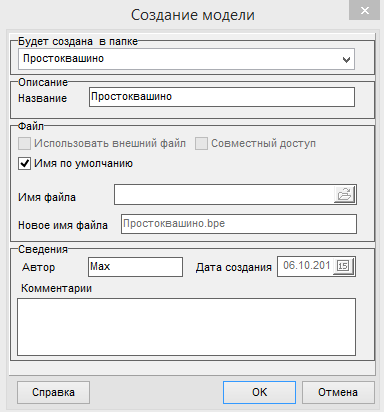 Создание модели
Будет создана в папке
Простоквашино
Описание
Название Простоквашино
Файл
Использовать внешний файл Совместный доступ
Имя по умолчанию
Имя файла
Новое имя файла Простоквашино.bpe
Сведения
Автор Max Дата создания 06.10.201 15
Комментарии
Справка OK Отмена